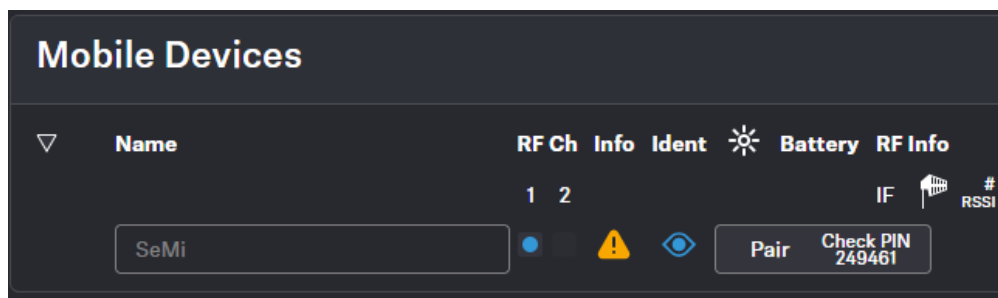 Mobile Devices
Name RF Ch Info Ident Battery RF Info
1 2 IF # RSSI
SeMi Pair Check PIN 249461